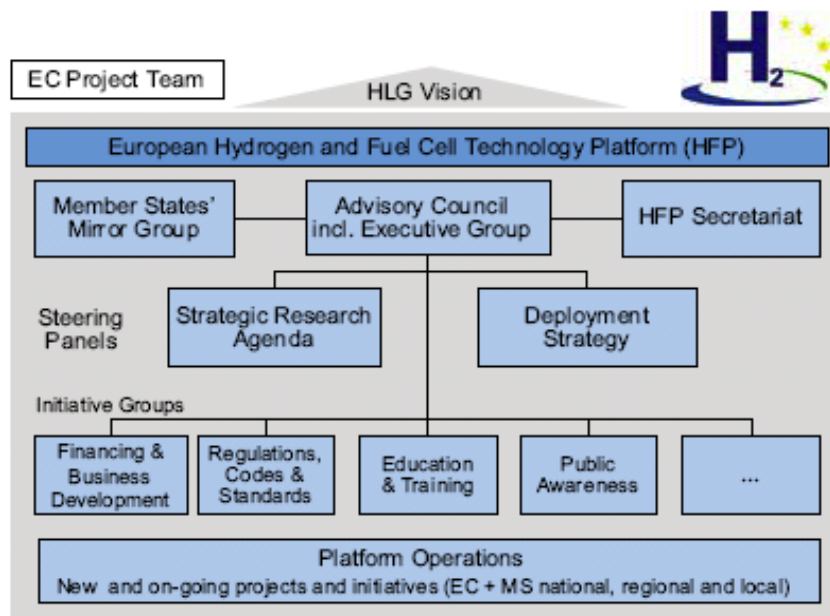 H2
EC Project Team
HLG Vision
European Hydrogen and Fuel Cell Technology Platform (HFP)
Member States'
Mirror Group
Advisory Council
incl. Executive Group
HFP Secretariat
Steering
Panels
Strategic Research
Agenda
Deployment
Strategy
Initiative Groups
Financing &
Business
Development
Regulations,
Codes &
Standards
Education
& Training
Public
Awareness
...
Platform Operations
New and on-going projects and initiatives (EC + MS national, regional and local)